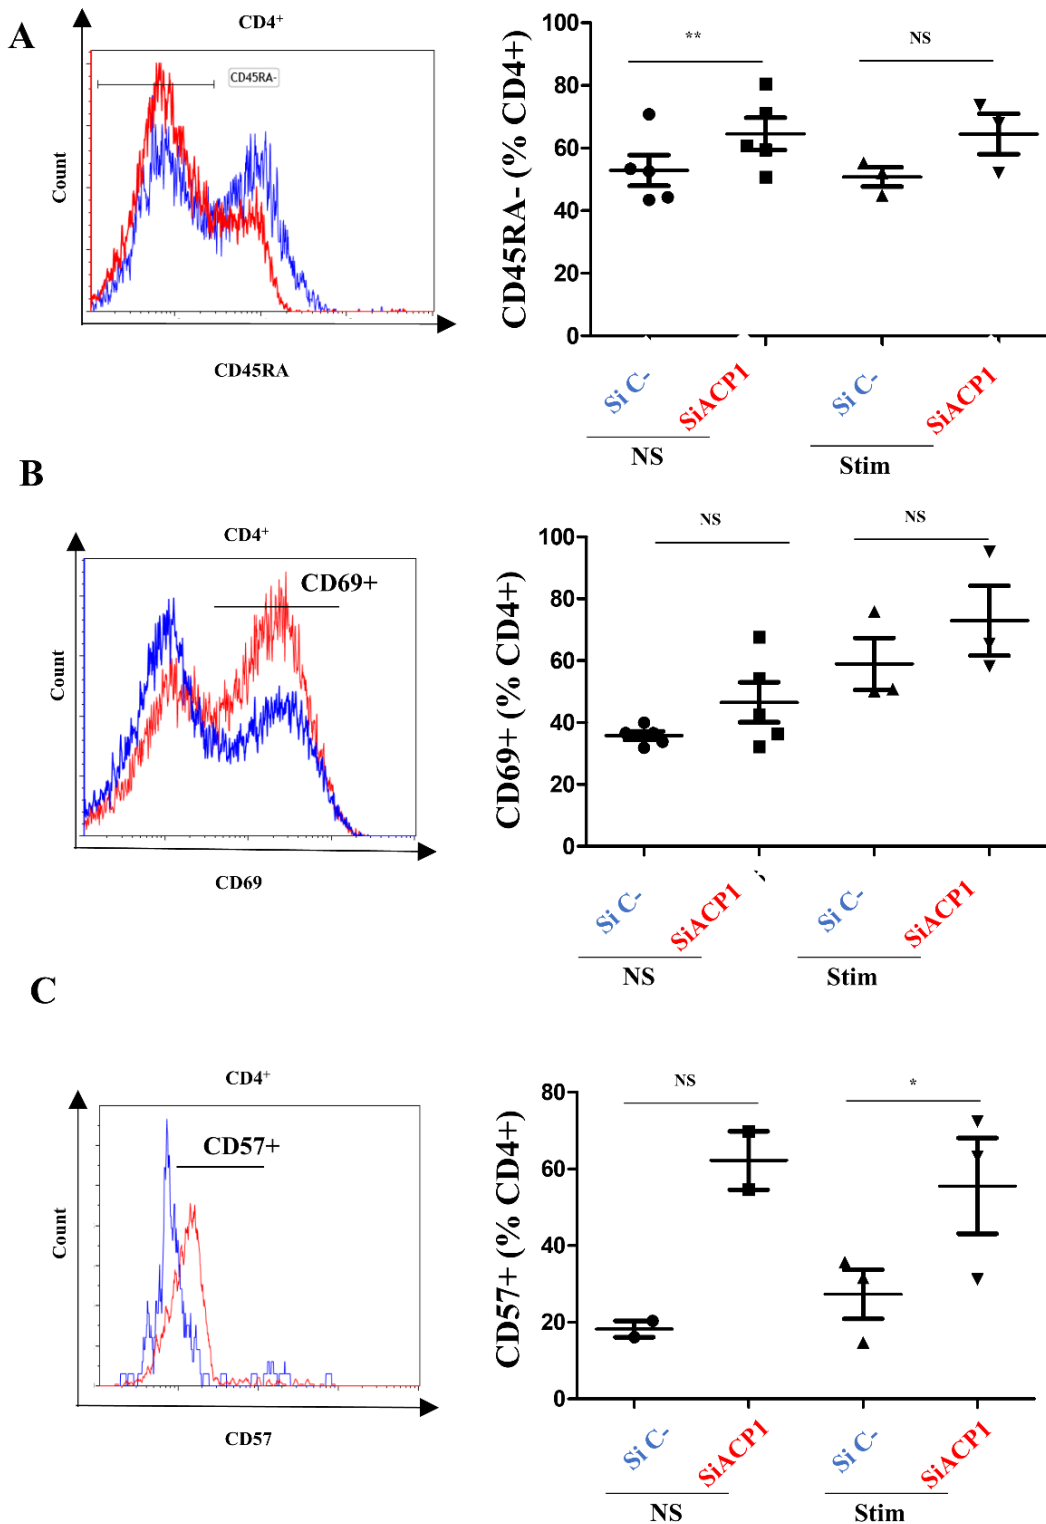 A
CD4+
CD45RA-
Count
CD45RA
CD45RA- (% CD4+)
100
80
60
40
20
0
**
NS
Si C-
SiACP1
Si C-
SiACP1
NS
Stim
B
CD4+
CD69+
Count
CD69
CD69+ (% CD4+)
100
80
60
40
20
0
NS
NS
Si C-
SiACP1
Si C-
SiACP1
NS
Stim
C
CD4+
CD57+
Count
CD57
CD57+ (% CD4+)
80
60
40
20
0
NS
*
Si C-
SiACP1
Si C-
SiACP1
NS
Stim